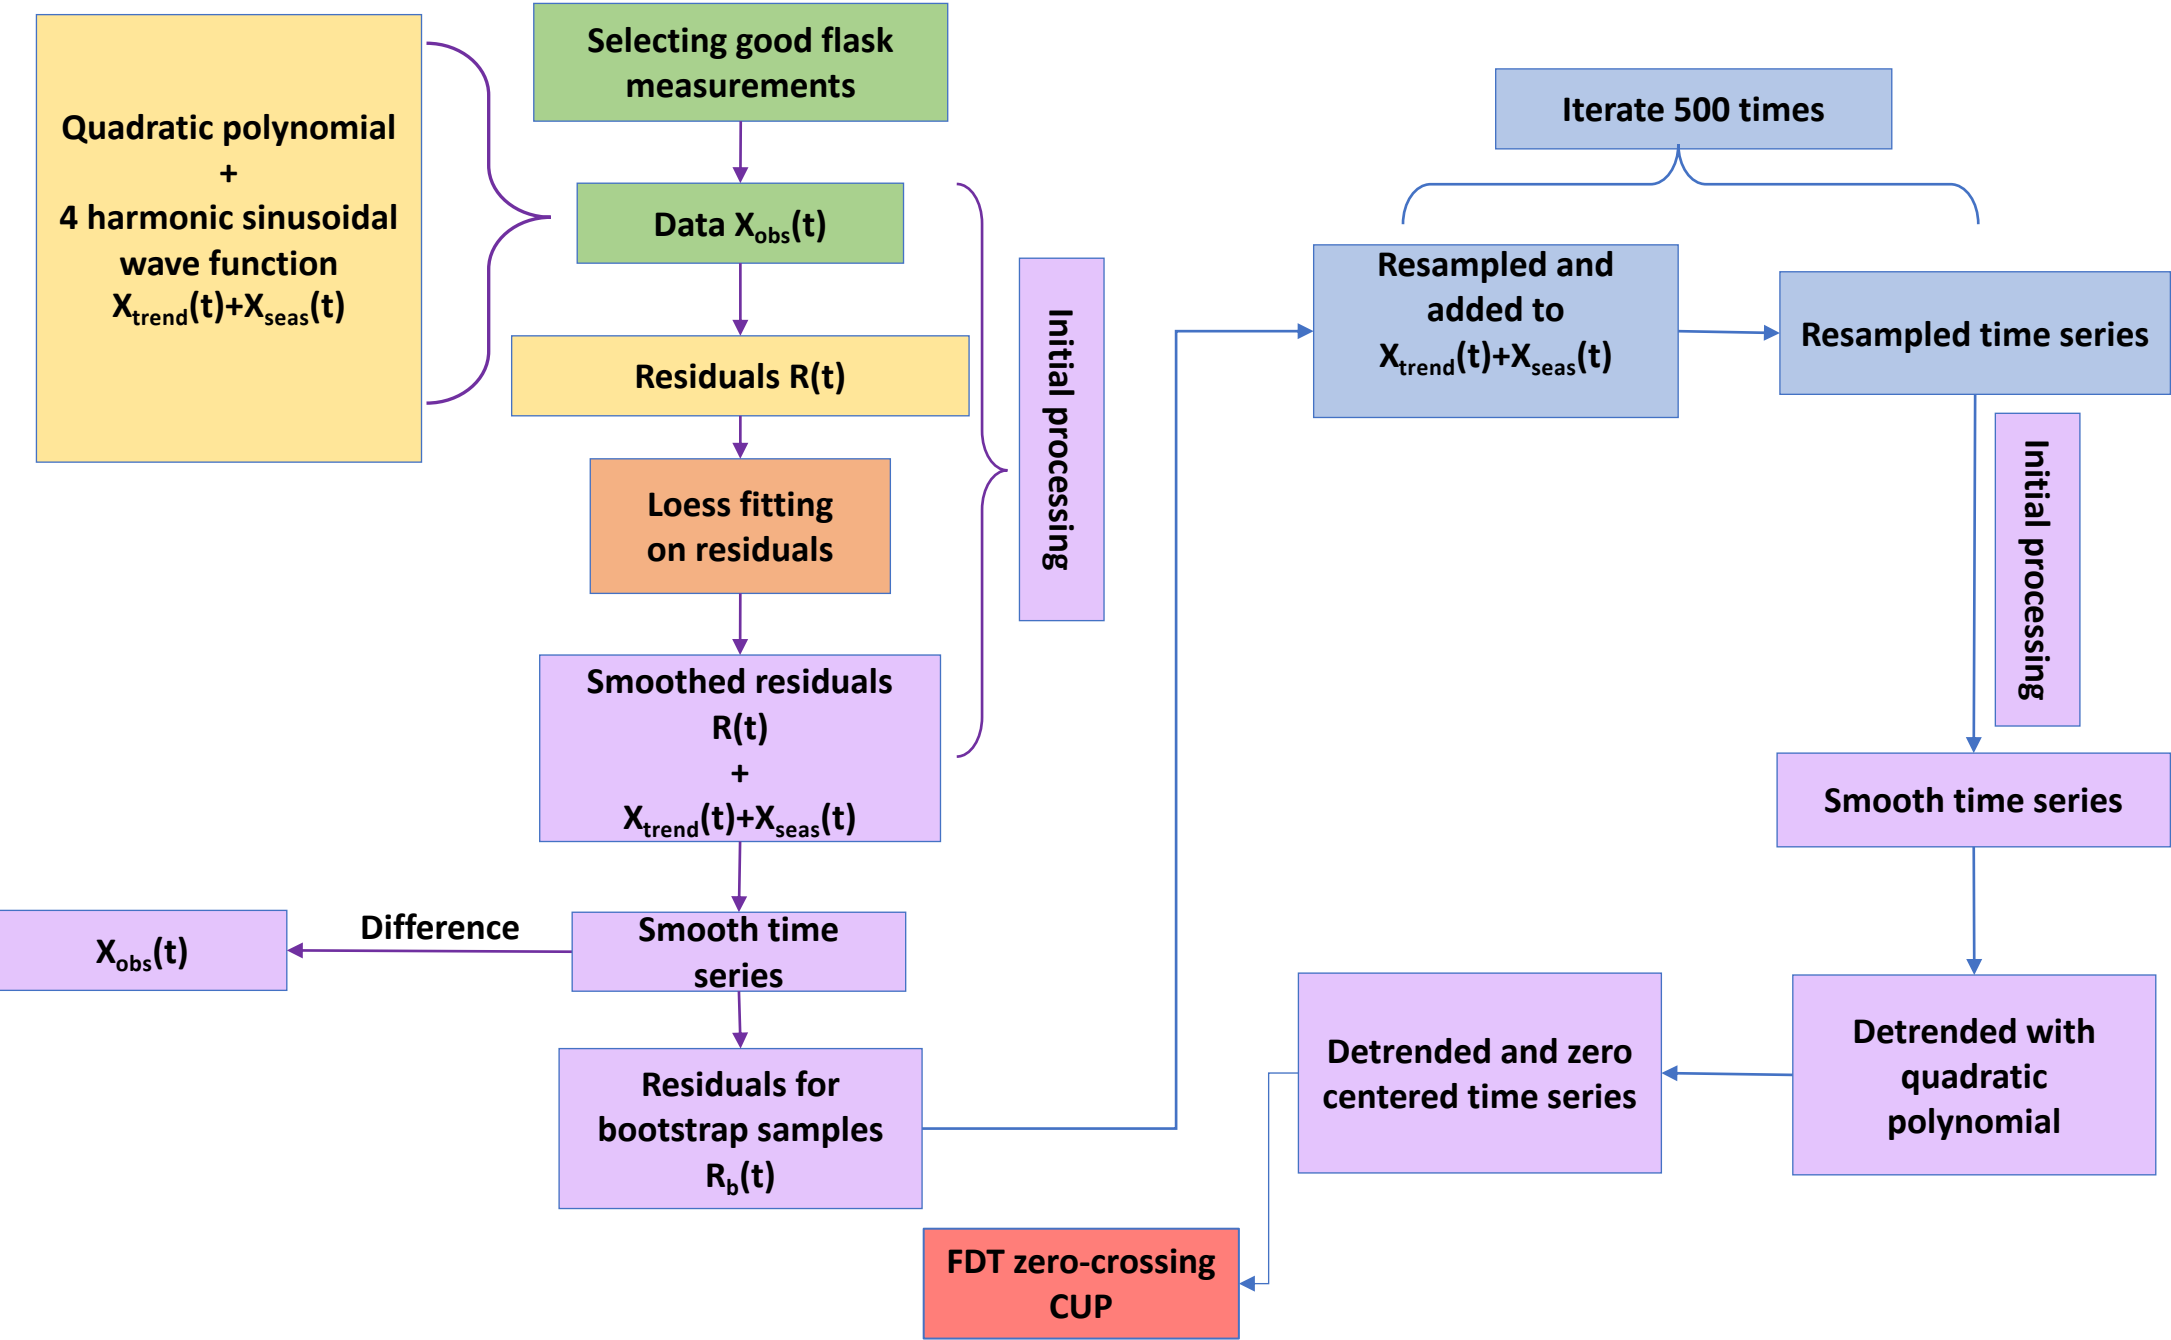 Quadratic polynomial
+
4 harmonic sinusoidal
wave function
Xtrend(t)+Xseas(t)
Selecting good flask
measurements
Data Xobs(t)
Residuals R(t)
Loess fitting
on residuals
Smoothed residuals
R(t)
+
Xtrend(t)+Xseas(t)
Initial processing
Difference
Xobs(t)
Smooth time
series
Residuals for
bootstrap samples
Rb(t)
Iterate 500 times
Resampled and
added to
Xtrend(t)+Xseas(t)
Resampled time series
Initial processing
Smooth time series
Detrended with
quadratic
polynomial
Detrended and zero
centered time series
FDT zero-crossing
CUP